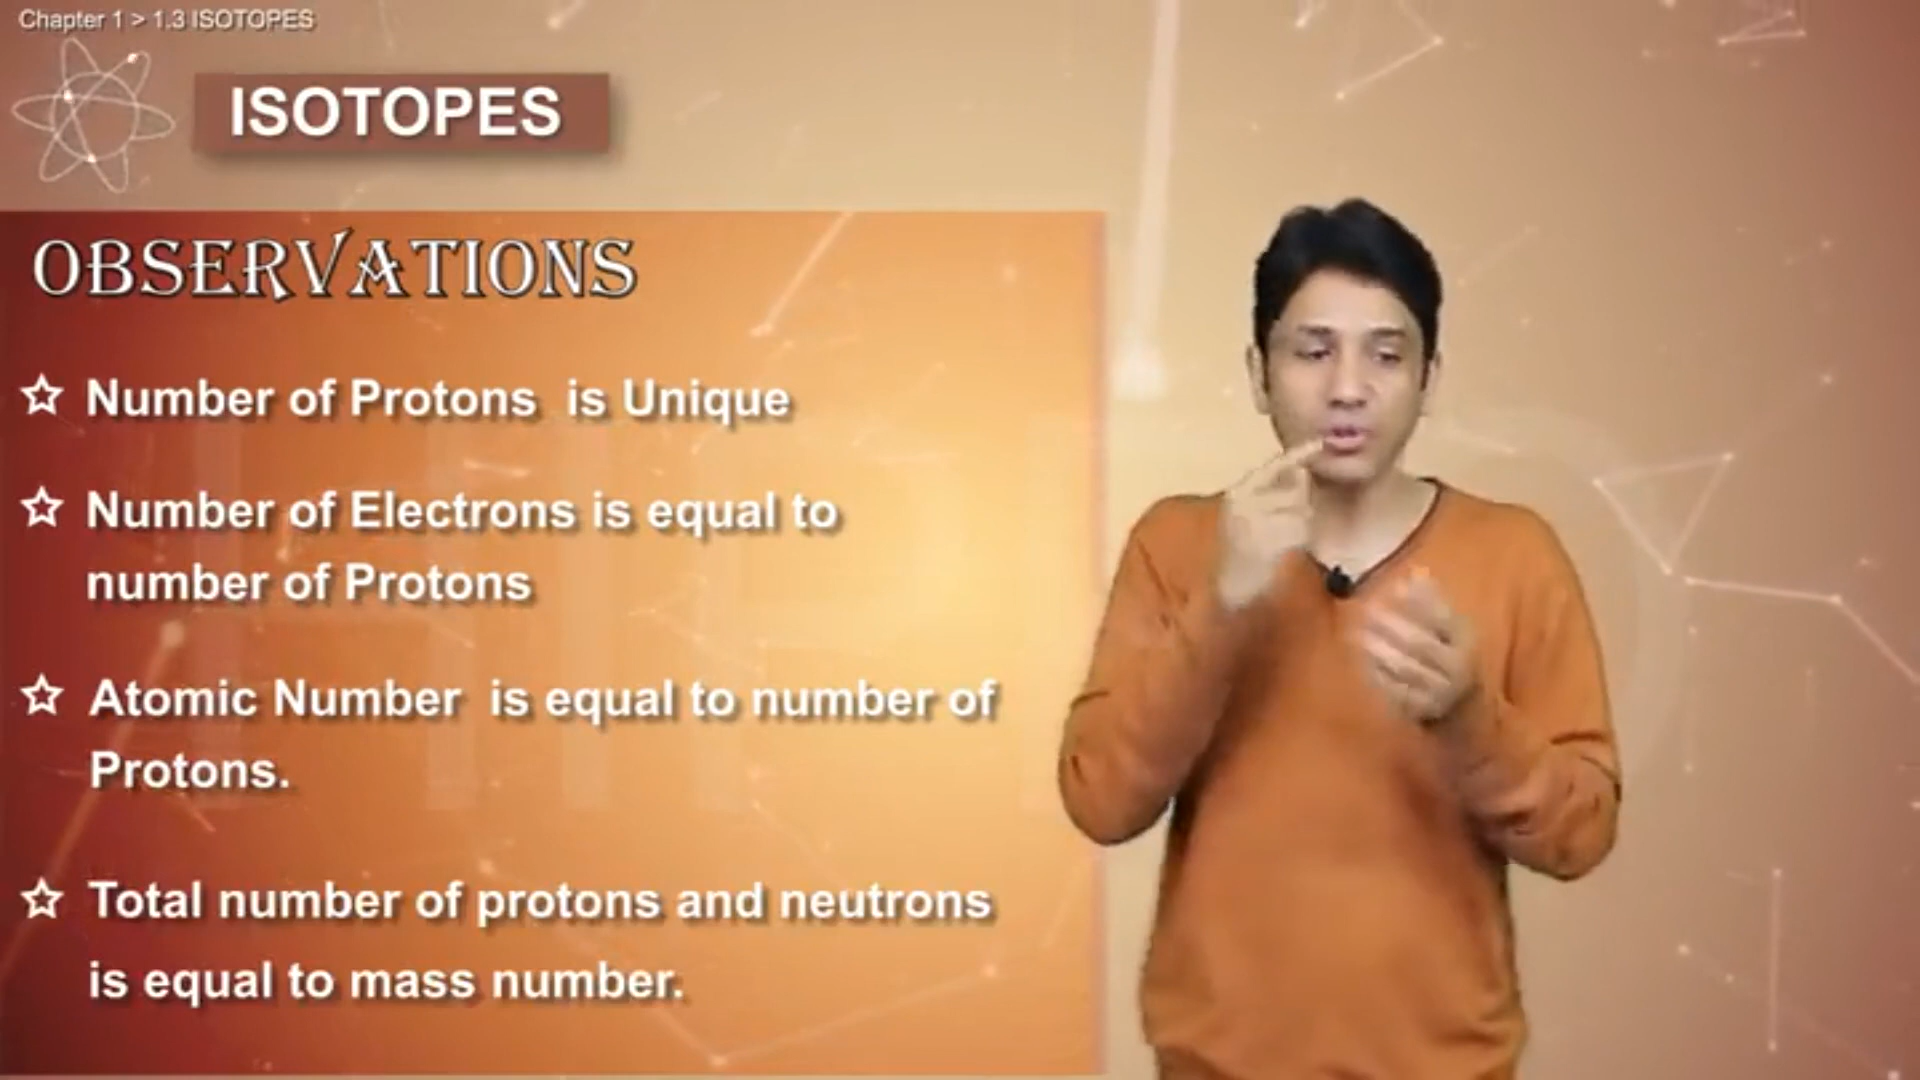 Chapter 1 > 1.3 ISOTOPES
ISOTOPES
OBSERVATIONS
Number of Protons is Unique
Number of Electrons is equal to
number of Protons
Atomic Number is equal to number of
Protons.
Total number of protons and neutrons
is equal to mass number.